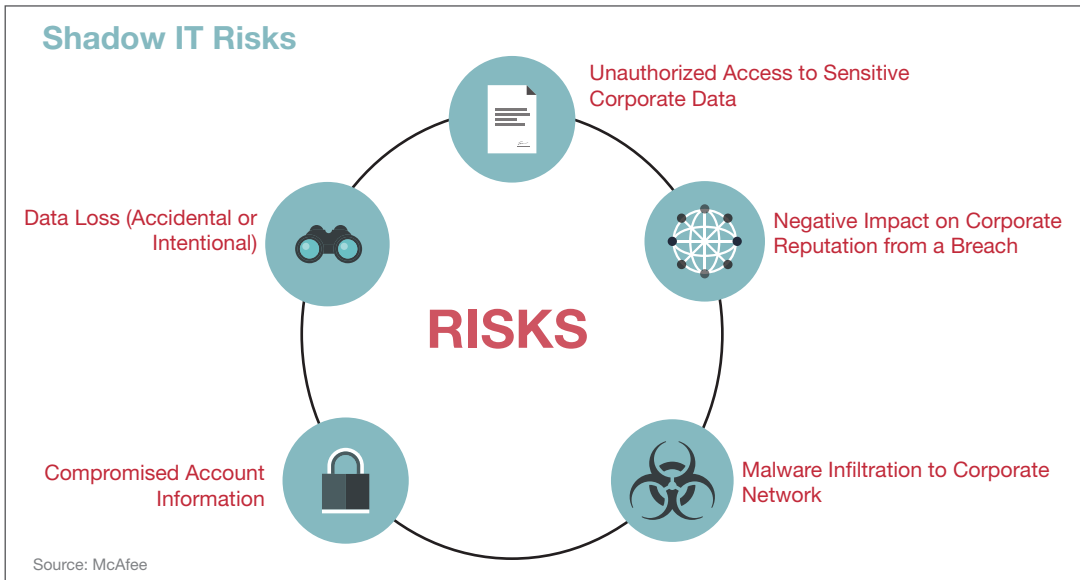 Shadow IT Risks
Unauthorized Access to Sensitive
Corporate Data
Data Loss (Accidental or
Intentional)
Negative Impact on Corporate
Reputation from a Breach
RISKS
Compromised Account
Information
Malware Infiltration to Corporate
Network
Source: McAfee